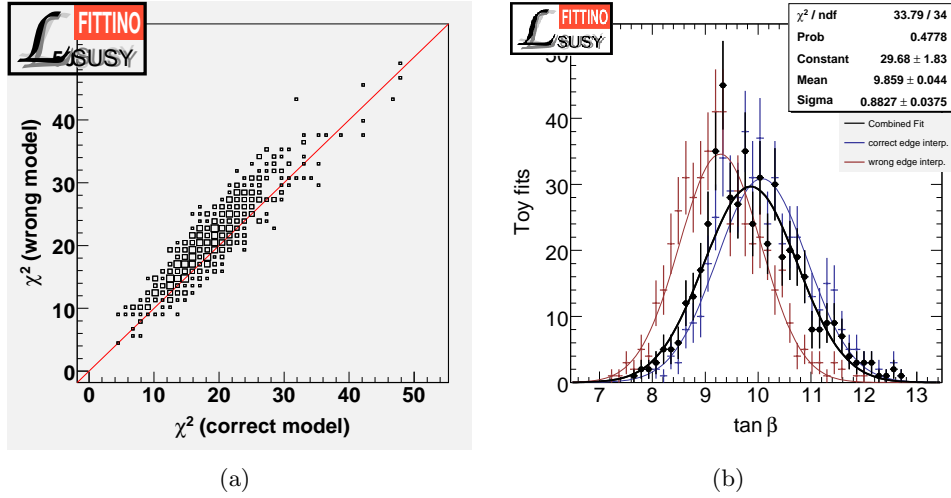 FITTINO
SUSY
χ² (wrong model)
40
30
20
10
0
0 10 20 30 40 50
χ² (correct model)
(a)
FITTINO
SUSY
χ² / ndf 33.79 / 34
Prob 0.4778
Constant 29.68 ± 1.83
Mean 9.859 ± 0.044
Sigma 0.8827 ± 0.0375
Combined Fit
correct edge interp.
wrong edge interp.
Toy fits
40
30
20
10
0
7 8 9 10 11 12 13
tan β
(b)